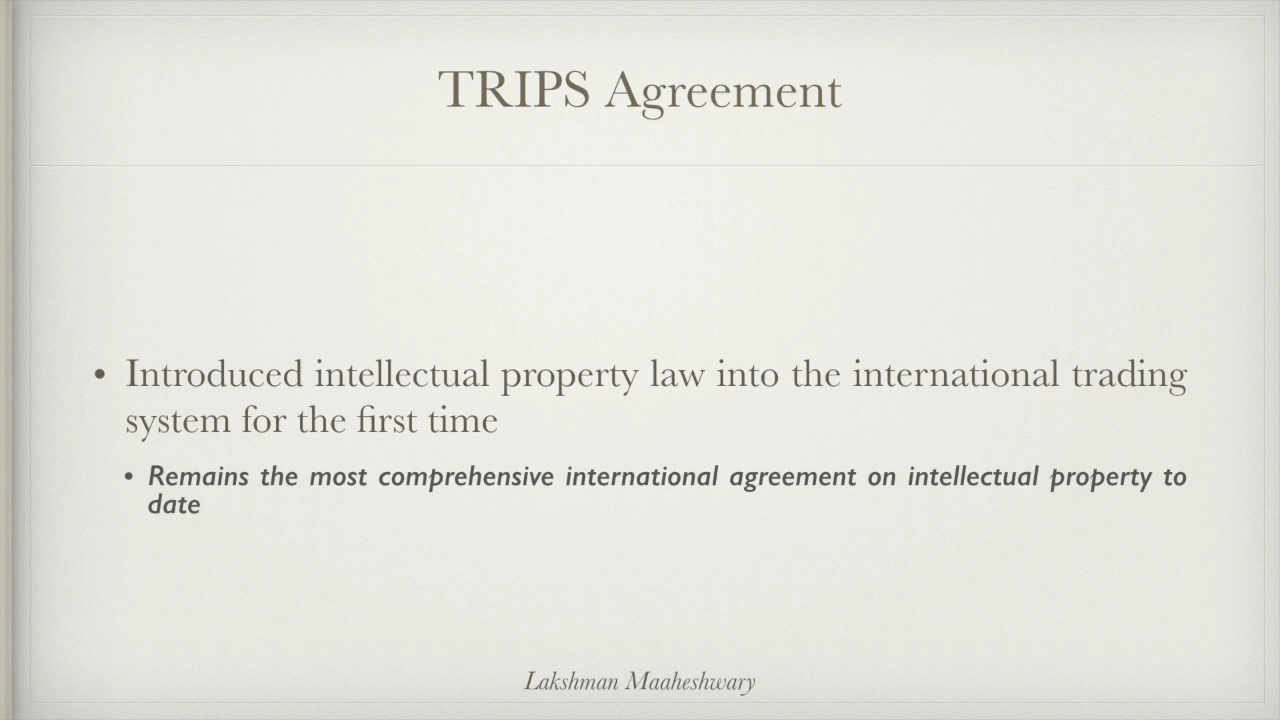 TRIPS Agreement
• Introduced intellectual property law into the international trading
system for the first time
• Remains the most comprehensive international agreement on intellectual property to
date
Lakshman Maaheshwary